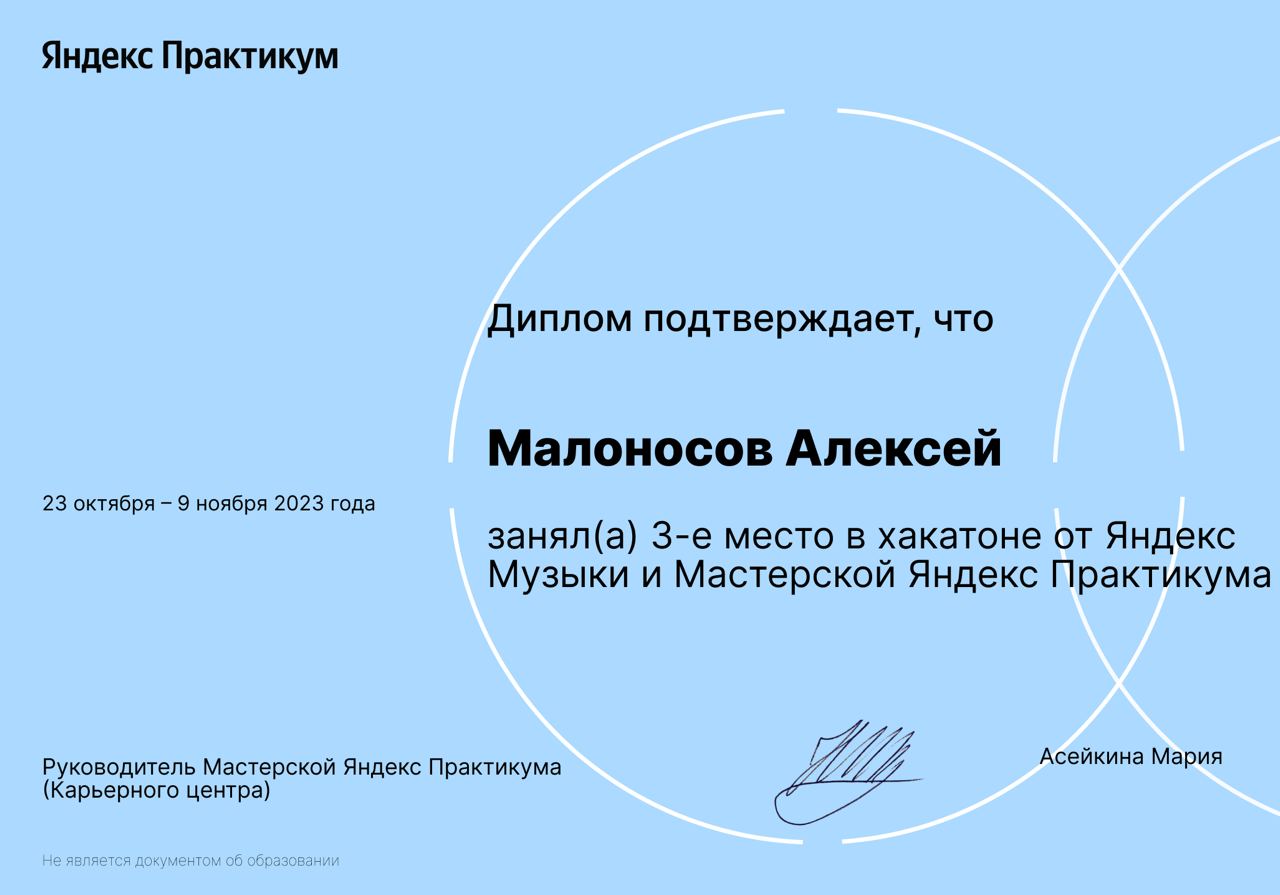 Яндекс Практикум
Диплом подтверждает, что
Малоносов Алексей
23 октября – 9 ноября 2023 года
занял(а) 3-е место в хакатоне от Яндекс
Музыки и Мастерской Яндекс Практикума
Руководитель Мастерской Яндекс Практикума
(Карьерного центра)
Асейкина Мария
Не является документом об образовании